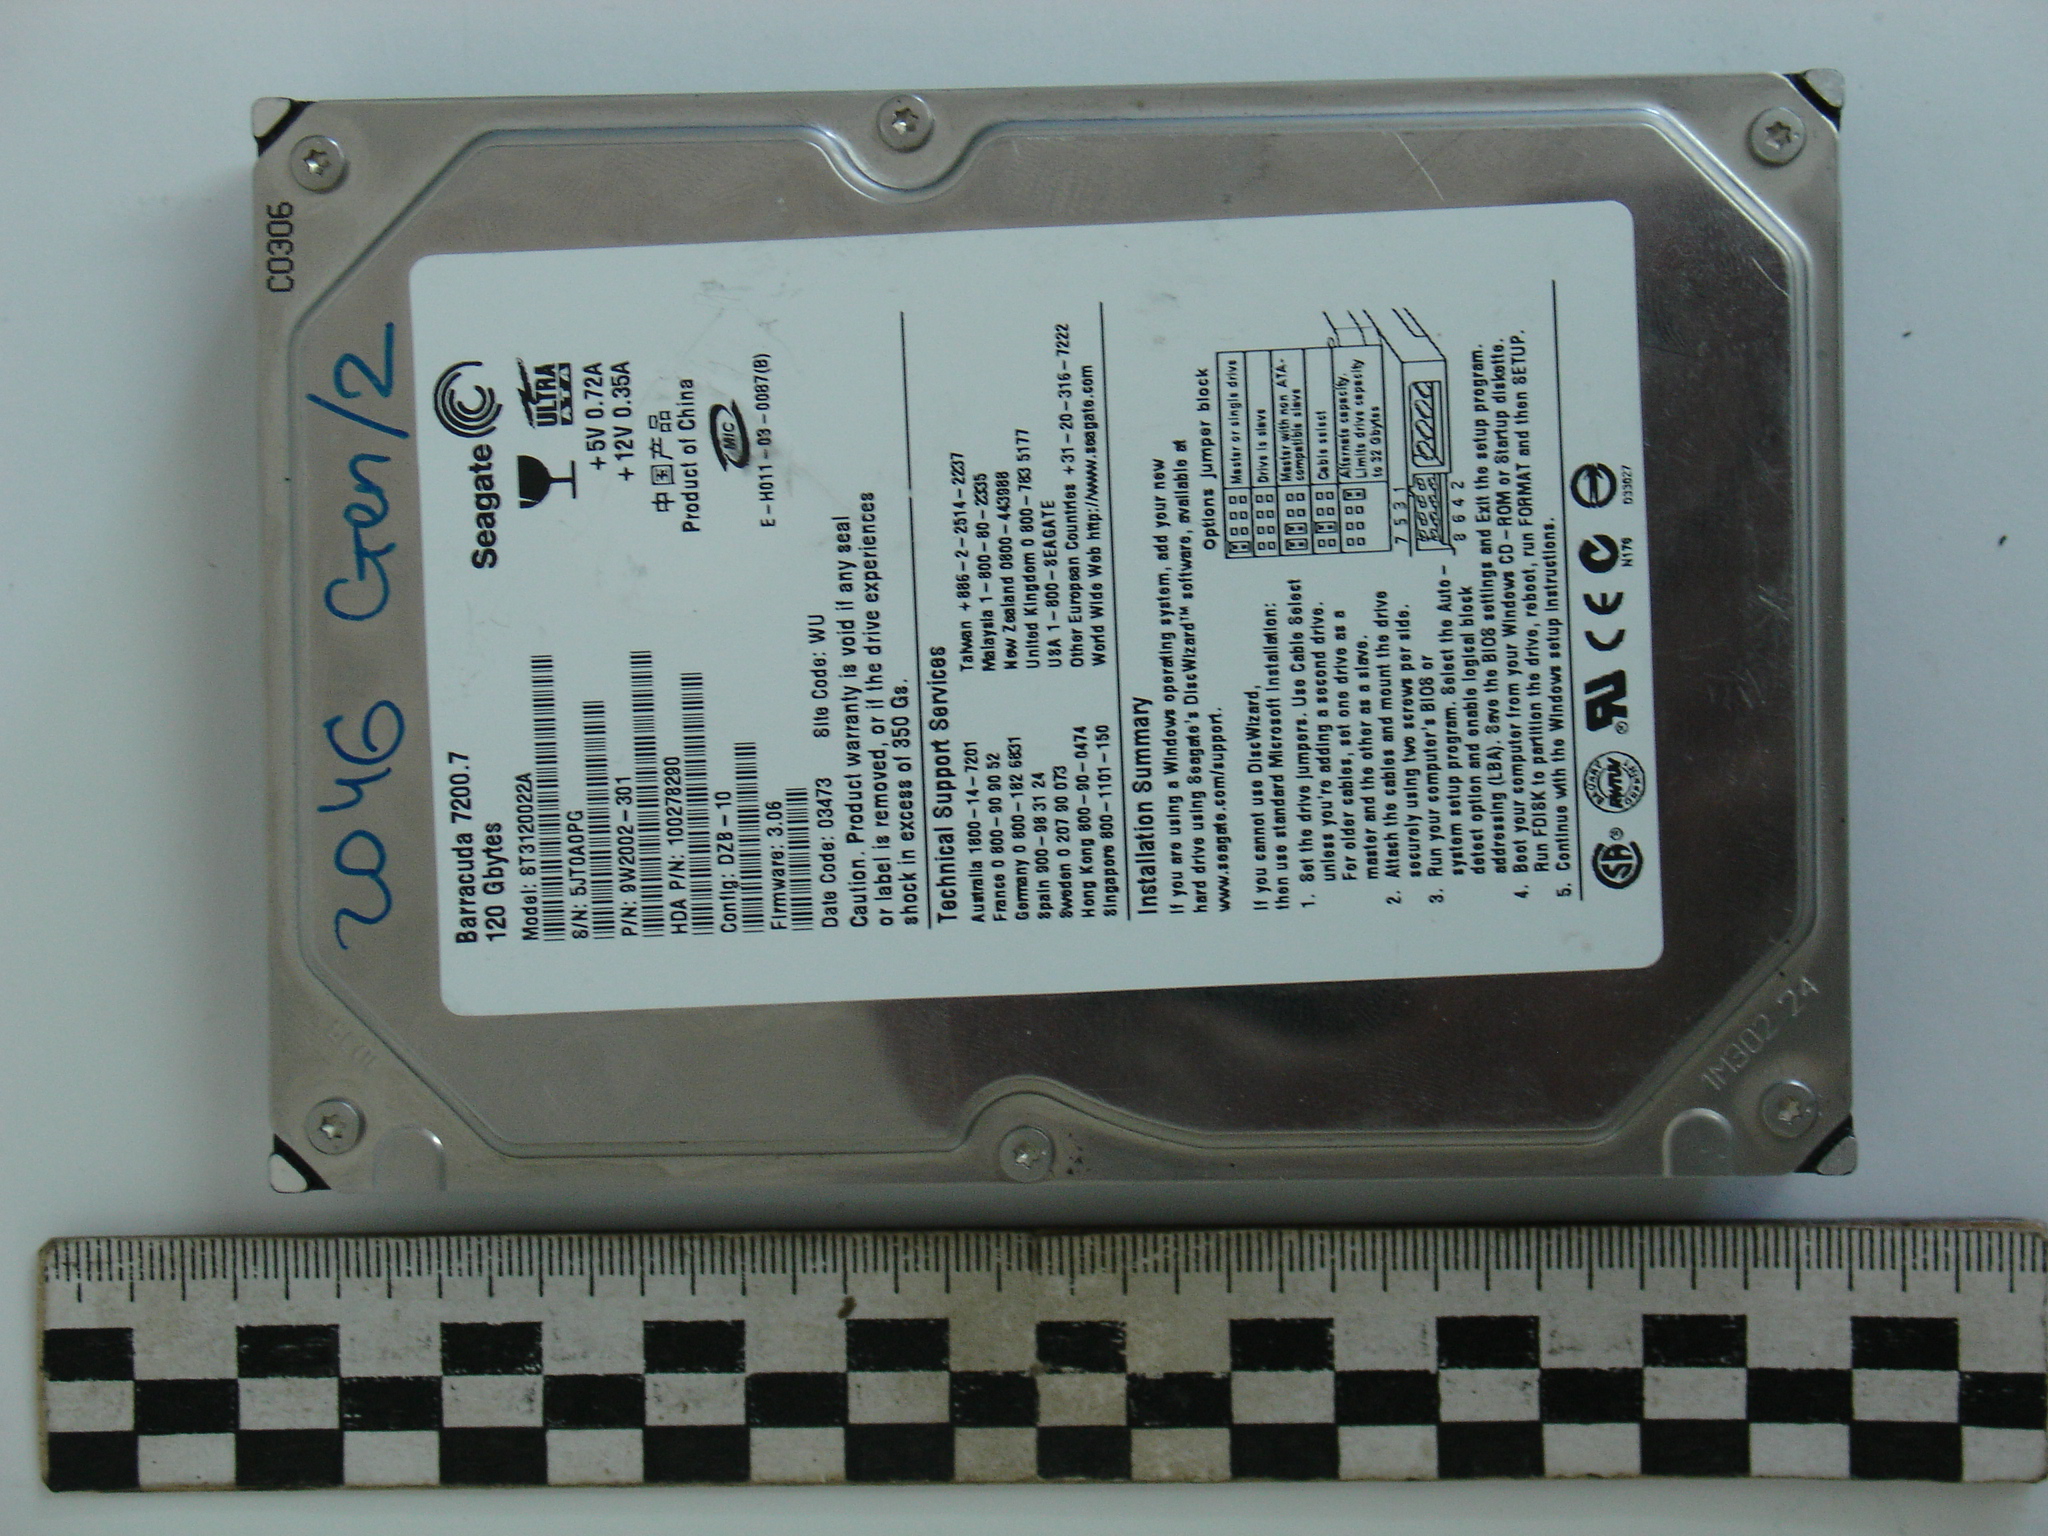 C0306
2046 Gen/2
Barracuda 7200.7
120 Gbytes
Seagate
Model: ST3120022A
ULTRA
ATA
S/N: 5JT0A0PG
+5V 0.72A
P/N: 9W2002-301
+12V 0.35A
HDA P/N: 100278290
中国产品
Product of China
Config: DZB-10
MIC
Firmware: 3.06
E-H011-03-0087(B)
Date Code: 03473 Site Code: WU
Caution. Product warranty is void if any seal
or label is removed, or if the drive experiences
shock in excess of 350 Gs.
Technical Support Services
Australia 1800-14-7201
France 0 800-90 90 52
Germany 0 800-182 6831
Spain 900-98 31 24
Sweden 0 207 90 073
Hong Kong 800-90-0474
Singapore 800-1101-150
Taiwan +886-2-2514-2237
Malaysia 1-800-80-2335
New Zealand 0800-443988
United Kingdom 0 800-783 5177
USA 1-800-SEAGATE
Other European Countries +31-20-316-7222
World Wide Web http://www.seagate.com
Installation Summary
If you are using a Windows operating system, add your new
hard drive using Seagate's DiscWizard™ software, available at
www.seagate.com/support.
If you cannot use DiscWizard,
then use standard Microsoft Installation:
1. Set the drive jumpers. Use Cable Select
unless you're adding a second drive.
For older cables, set one drive as a
master and the other as a slave.
2. Attach the cables and mount the drive
securely using two screws per side.
3. Run your computer's BIOS or
system setup program. Select the Auto-
detect option and enable logical block
addressing (LBA). Save the BIOS settings and Exit the setup program.
4. Boot your computer from your Windows CD-ROM or Startup diskette.
Run FDISK to partition the drive, reboot, run FORMAT and then SETUP.
5. Continue with the Windows setup instructions.
Options jumper block
Master or single drive
Drive is slave
Master with non ATA-
compatible slave
Cable select
Alternate capacity.
Limits drive capacity
to 32 Gbytes
7 5 3 1
8 6 4 2
RWTUV
CE
N176
D33027
1M302 24